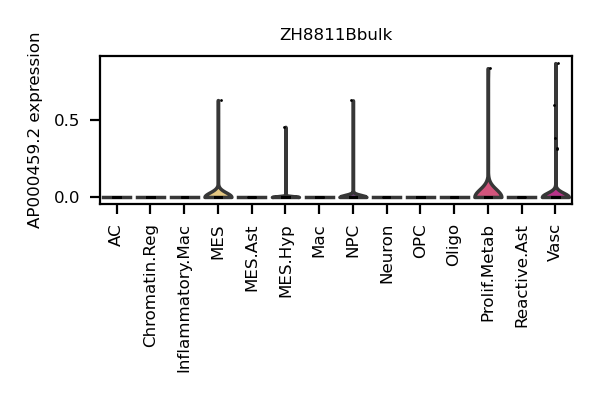 ZH8811Bbulk
AP000459.2 expression
0.5
0.0
AC
Chromatin.Reg
Inflammatory.Mac
MES
MES.Ast
MES.Hyp
Mac
NPC
Neuron
OPC
Oligo
Prolif.Metab
Reactive.Ast
Vasc